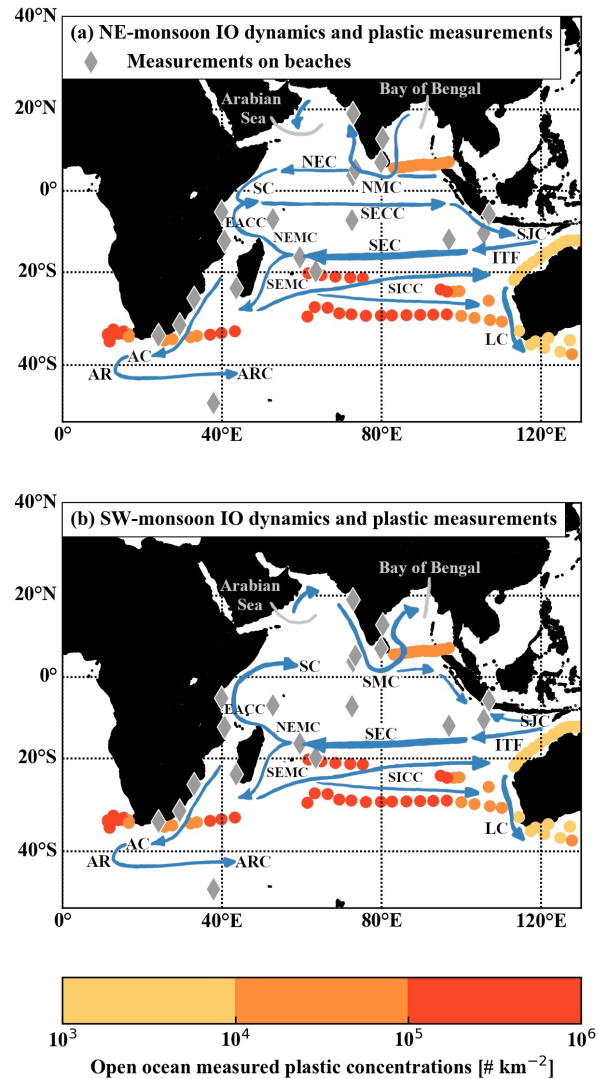 40°N
(a) NE-monsoon IO dynamics and plastic measurements
Measurements on beaches
20°N
Arabian
Sea
Bay of Bengal
NEC
SC
NMC
0°
EACC
SECC
SJC
NEMC
SEC
ITF
20°S
SEMC
SICC
LC
AC
40°S
AR
ARC
0°
40°E
80°E
120°E
40°N
(b) SW-monsoon IO dynamics and plastic measurements
Arabian
Sea
Bay of Bengal
20°N
SC
SMC
0°
EACC
SJC
NEMC
SEC
ITF
20°S
SEMC
SICC
LC
AC
40°S
AR
ARC
0°
40°E
80°E
120°E
10³
10⁴
10⁵
10⁶
Open ocean measured plastic concentrations [# km⁻²]